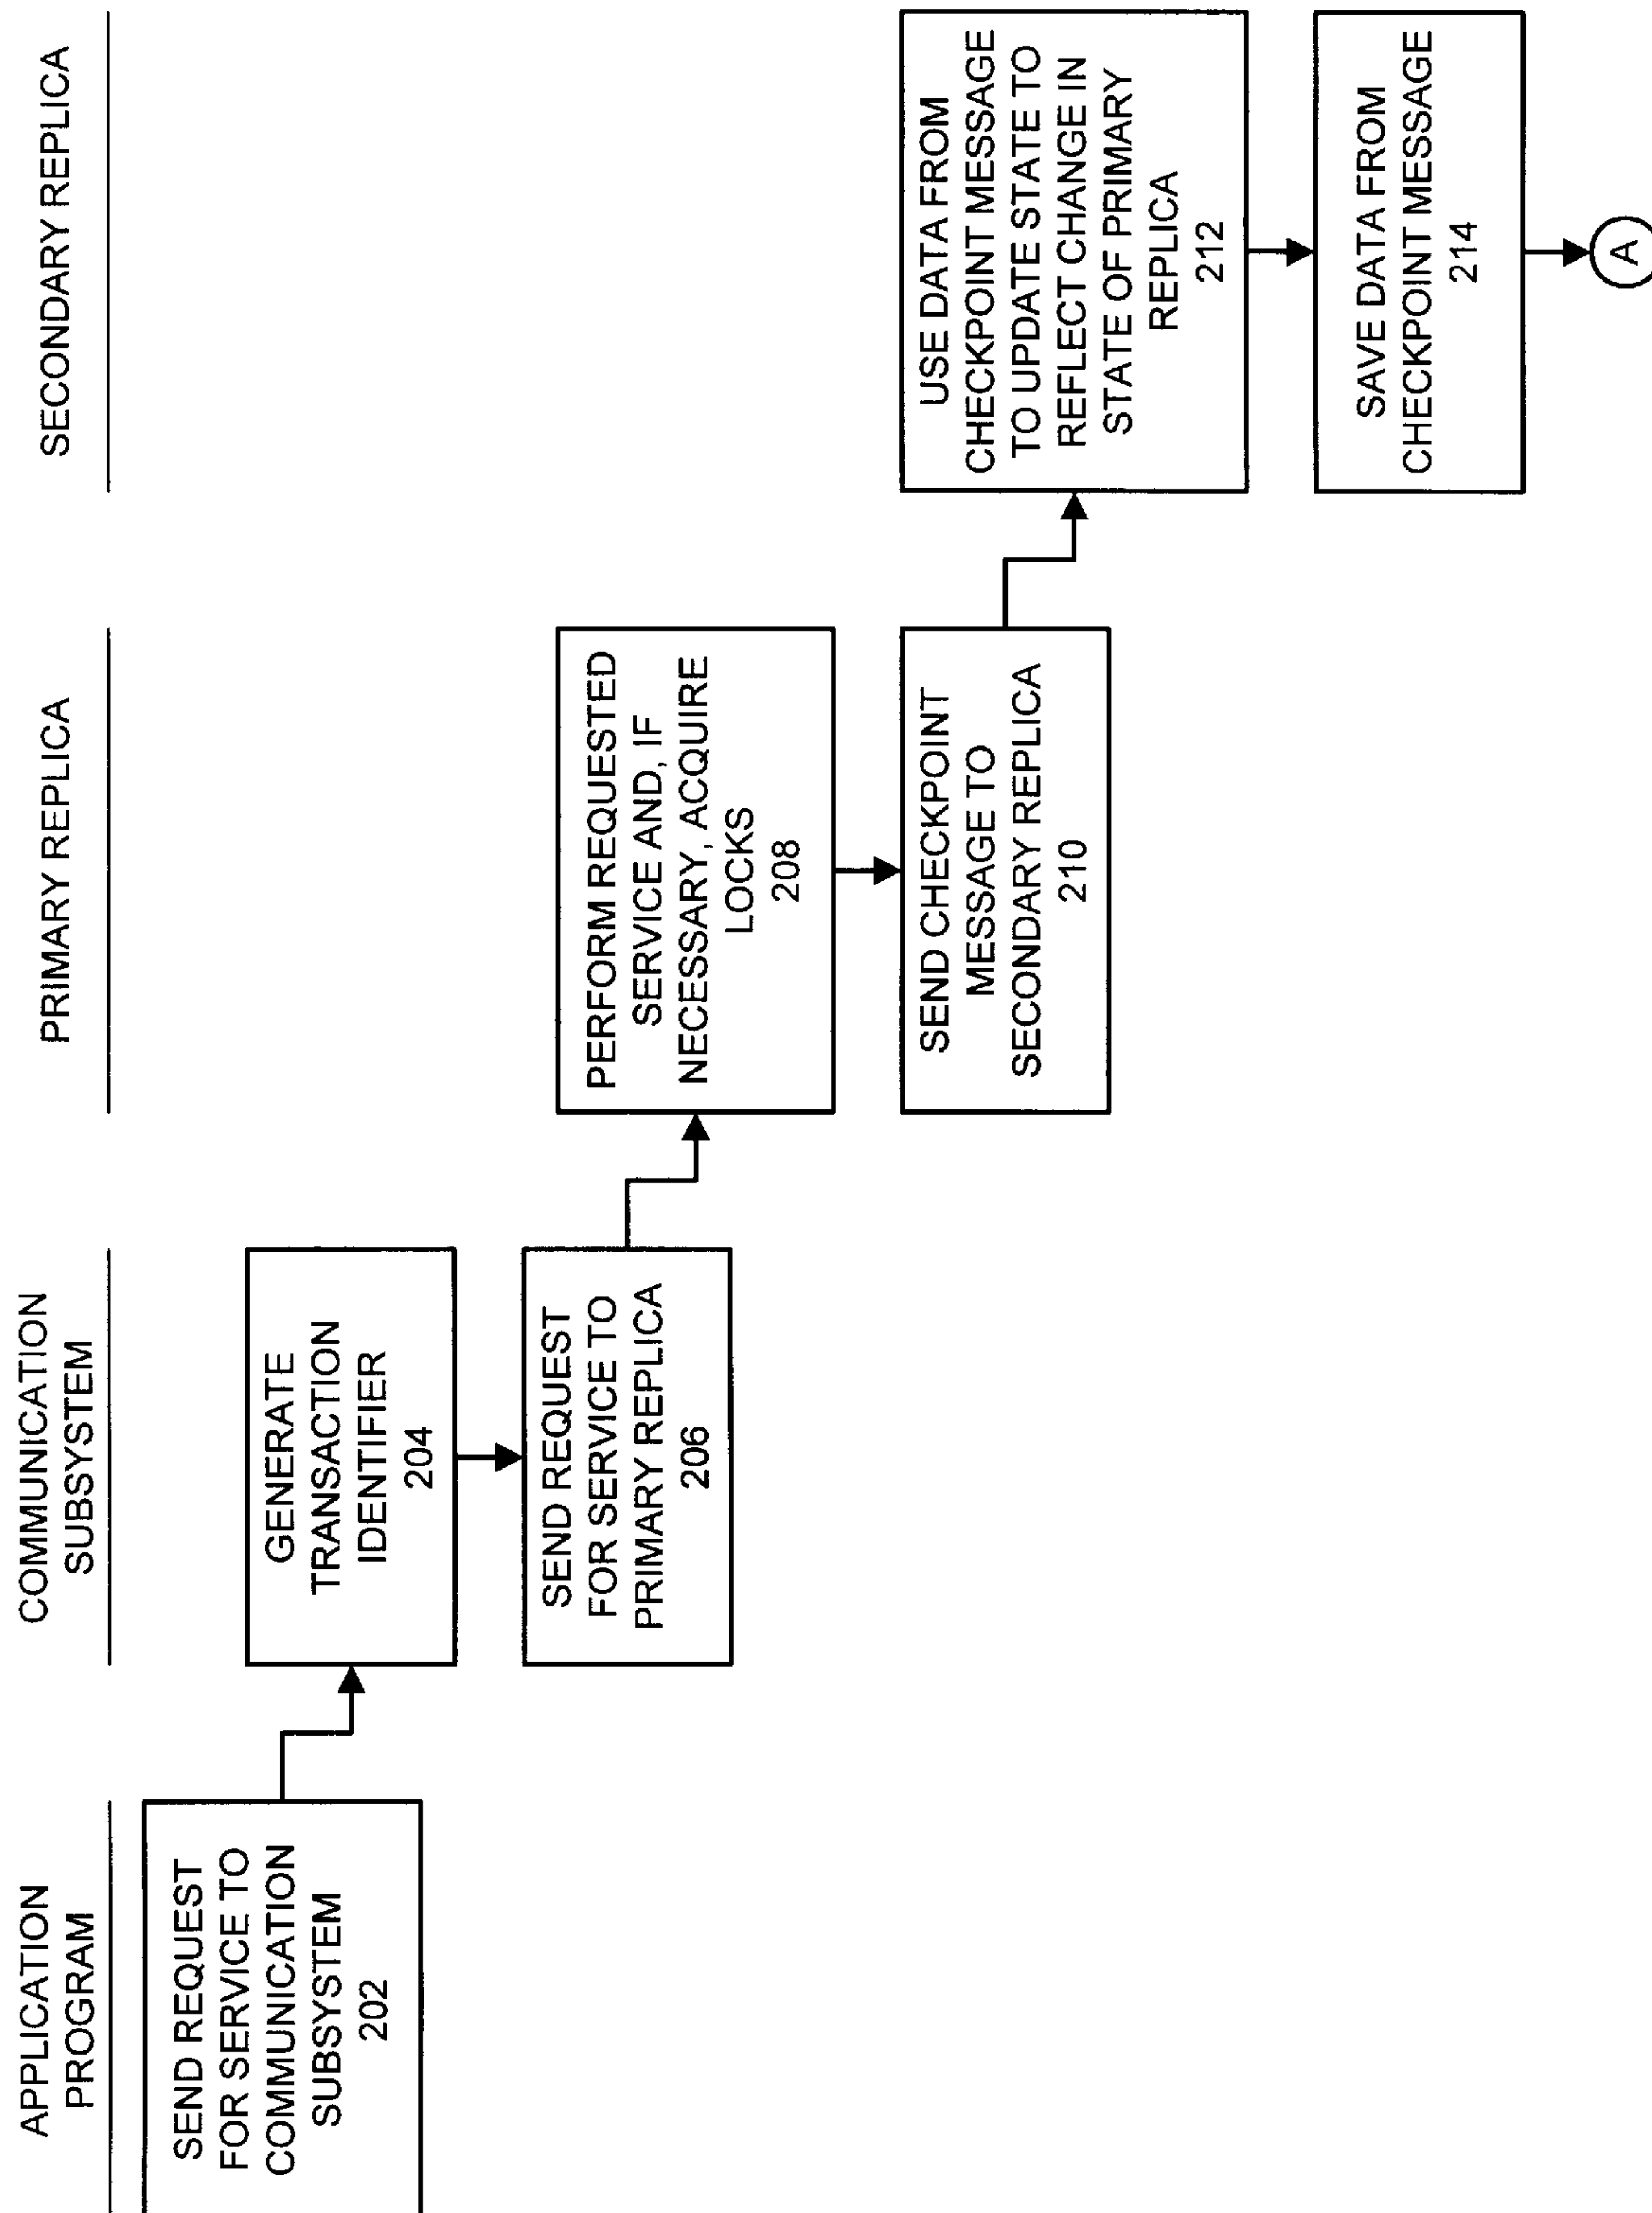 APPLICATION
PROGRAM
COMMUNICATION
SUBSYSTEM
PRIMARY REPLICA
SECONDARY REPLICA
SEND REQUEST
FOR SERVICE TO
COMMUNICATION
SUBSYSTEM
202
GENERATE
TRANSACTION
IDENTIFIER
204
SEND REQUEST
FOR SERVICE TO
PRIMARY REPLICA
206
PERFORM REQUESTED
SERVICE AND, IF
NECESSARY, ACQUIRE
LOCKS
208
SEND CHECKPOINT
MESSAGE TO
SECONDARY REPLICA
210
USE DATA FROM
CHECKPOINT MESSAGE
TO UPDATE STATE TO
REFLECT CHANGE IN
STATE OF PRIMARY
REPLICA
212
SAVE DATA FROM
CHECKPOINT MESSAGE
214
A